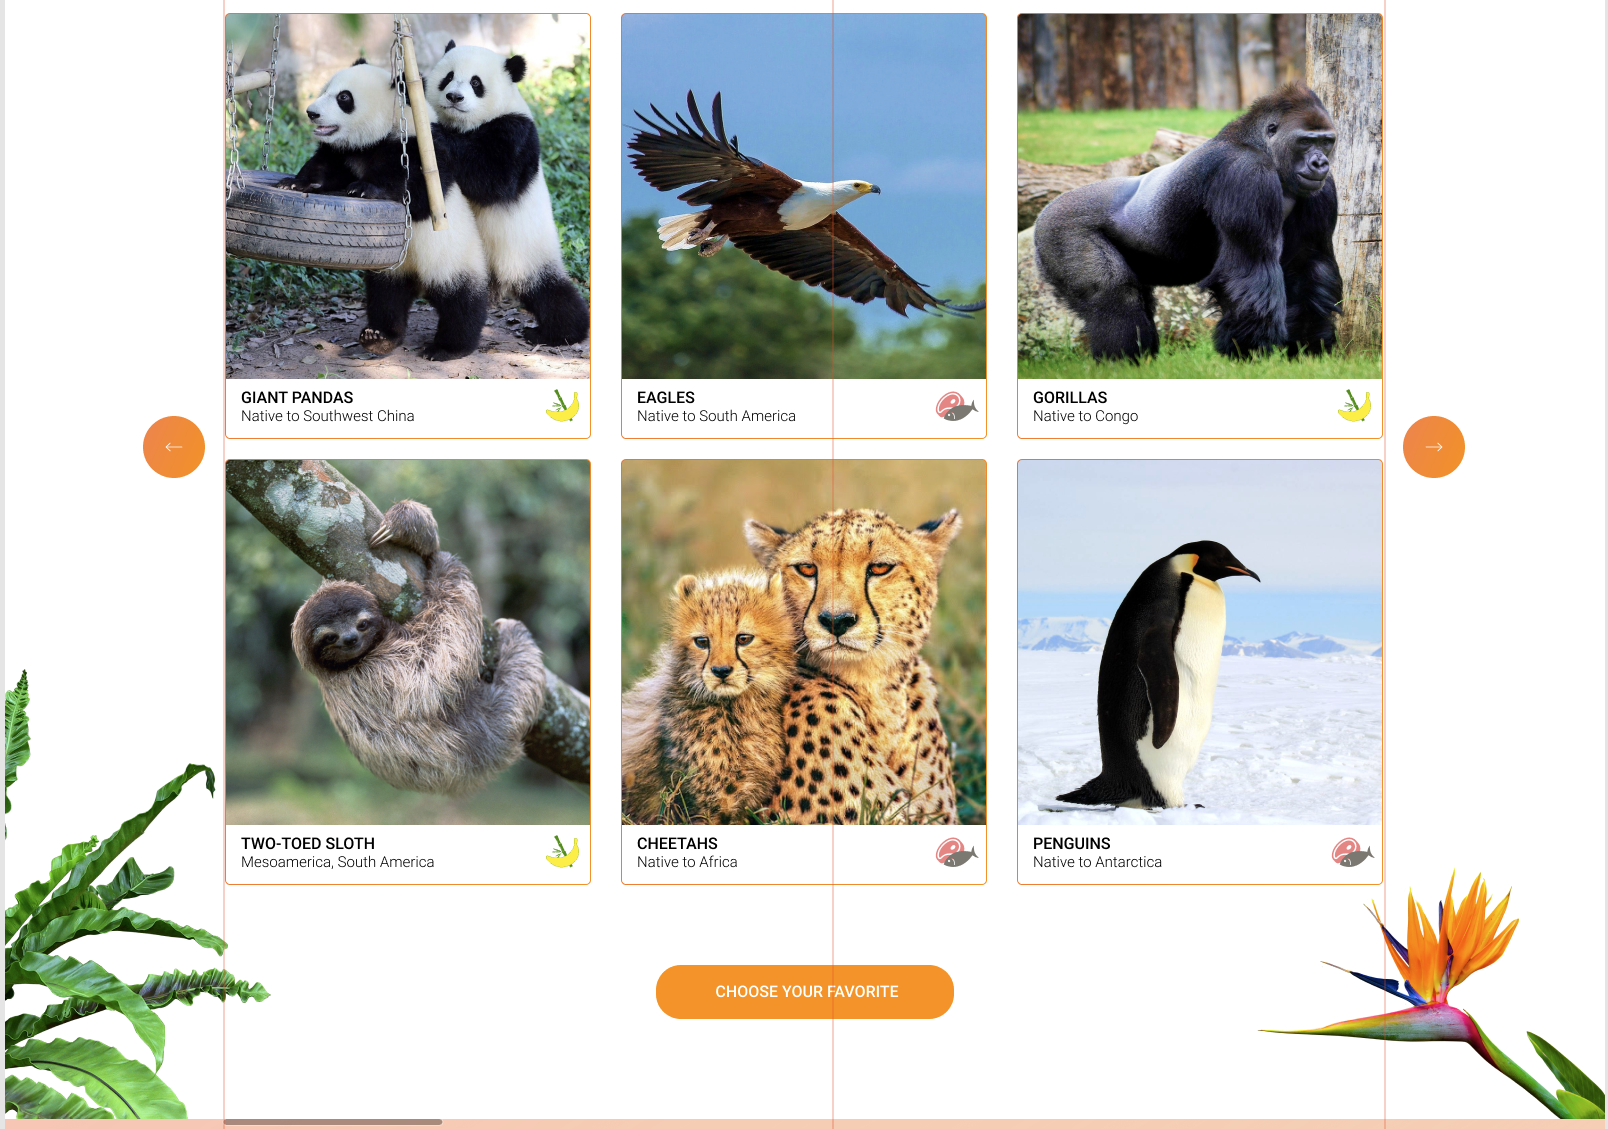 GIANT PANDAS
Native to Southwest China
EAGLES
Native to South America
GORILLAS
Native to Congo
TWO-TOED SLOTH
Mesoamerica, South America
CHEETAHS
Native to Africa
PENGUINS
Native to Antarctica
CHOOSE YOUR FAVORITE